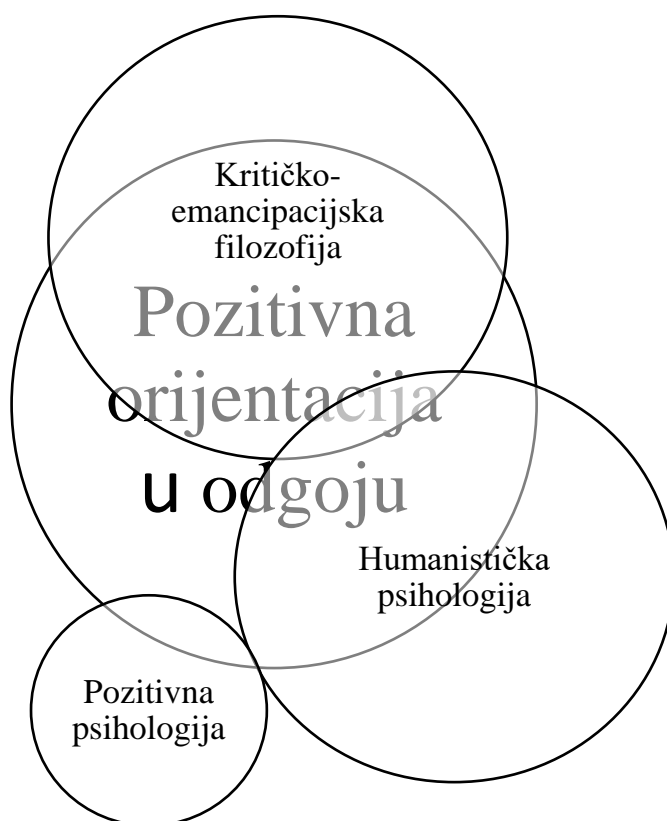 Kritičko-
emancipacijska
filozofija
Pozitivna
orijentacija
u odgoju
Humanistička
psihologija
Pozitivna
psihologija